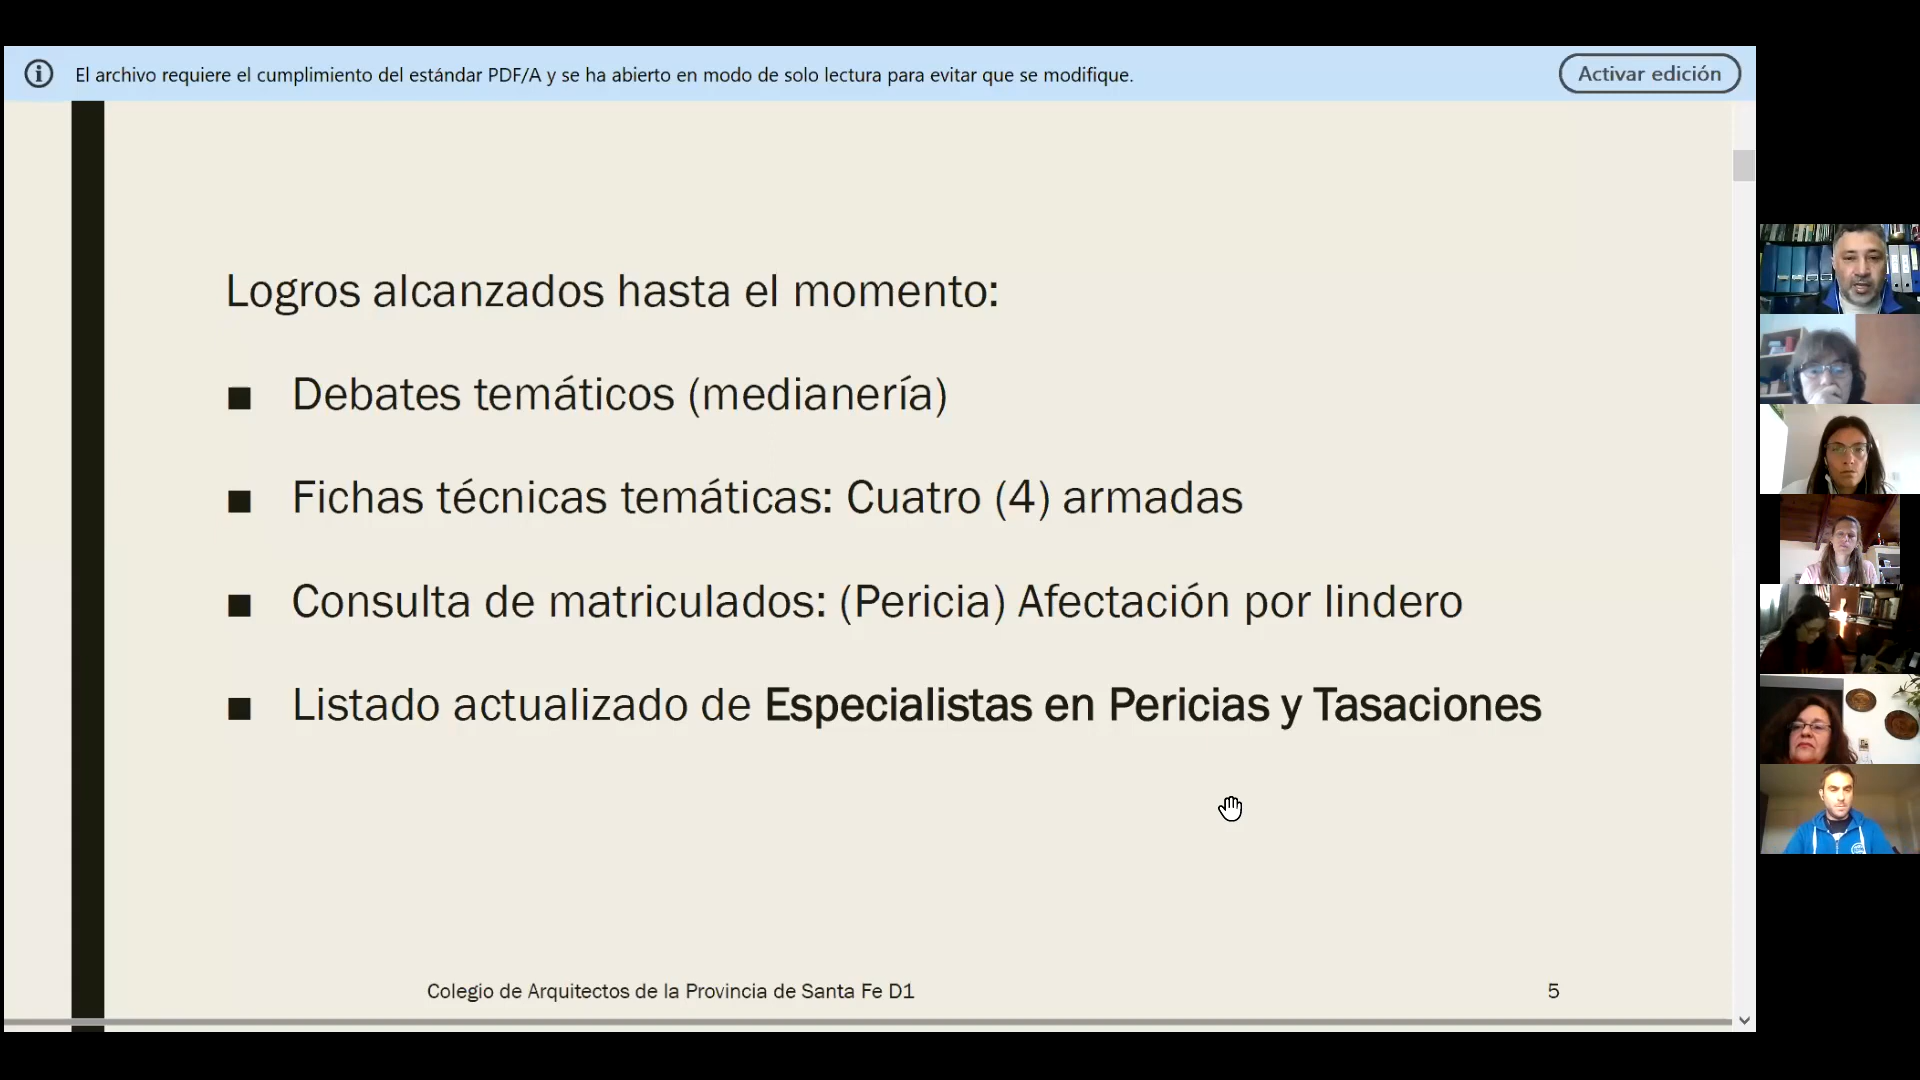 El archivo requiere el cumplimiento del estándar PDF/A y se ha abierto en modo de solo lectura para evitar que se modifique.
Activar edición
Logros alcanzados hasta el momento:
■ Debates temáticos (medianería)
■ Fichas técnicas temáticas: Cuatro (4) armadas
■ Consulta de matriculados: (Pericia) Afectación por lindero
■ Listado actualizado de Especialistas en Pericias y Tasaciones
Colegio de Arquitectos de la Provincia de Santa Fe D1
5